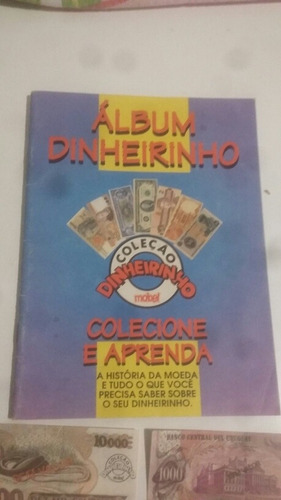 ÁLBUM
DINHEIRINHO
COLEÇÃO
DINHEIRINHO
mabel
COLECIONE
E APRENDA
A HISTÓRIA DA MOEDA
E TUDO O QUE VOCÊ
PRECISA SABER SOBRE
O SEU DINHEIRINHO.
10000
BANCO CENTRAL DEL URUGUAY
1000